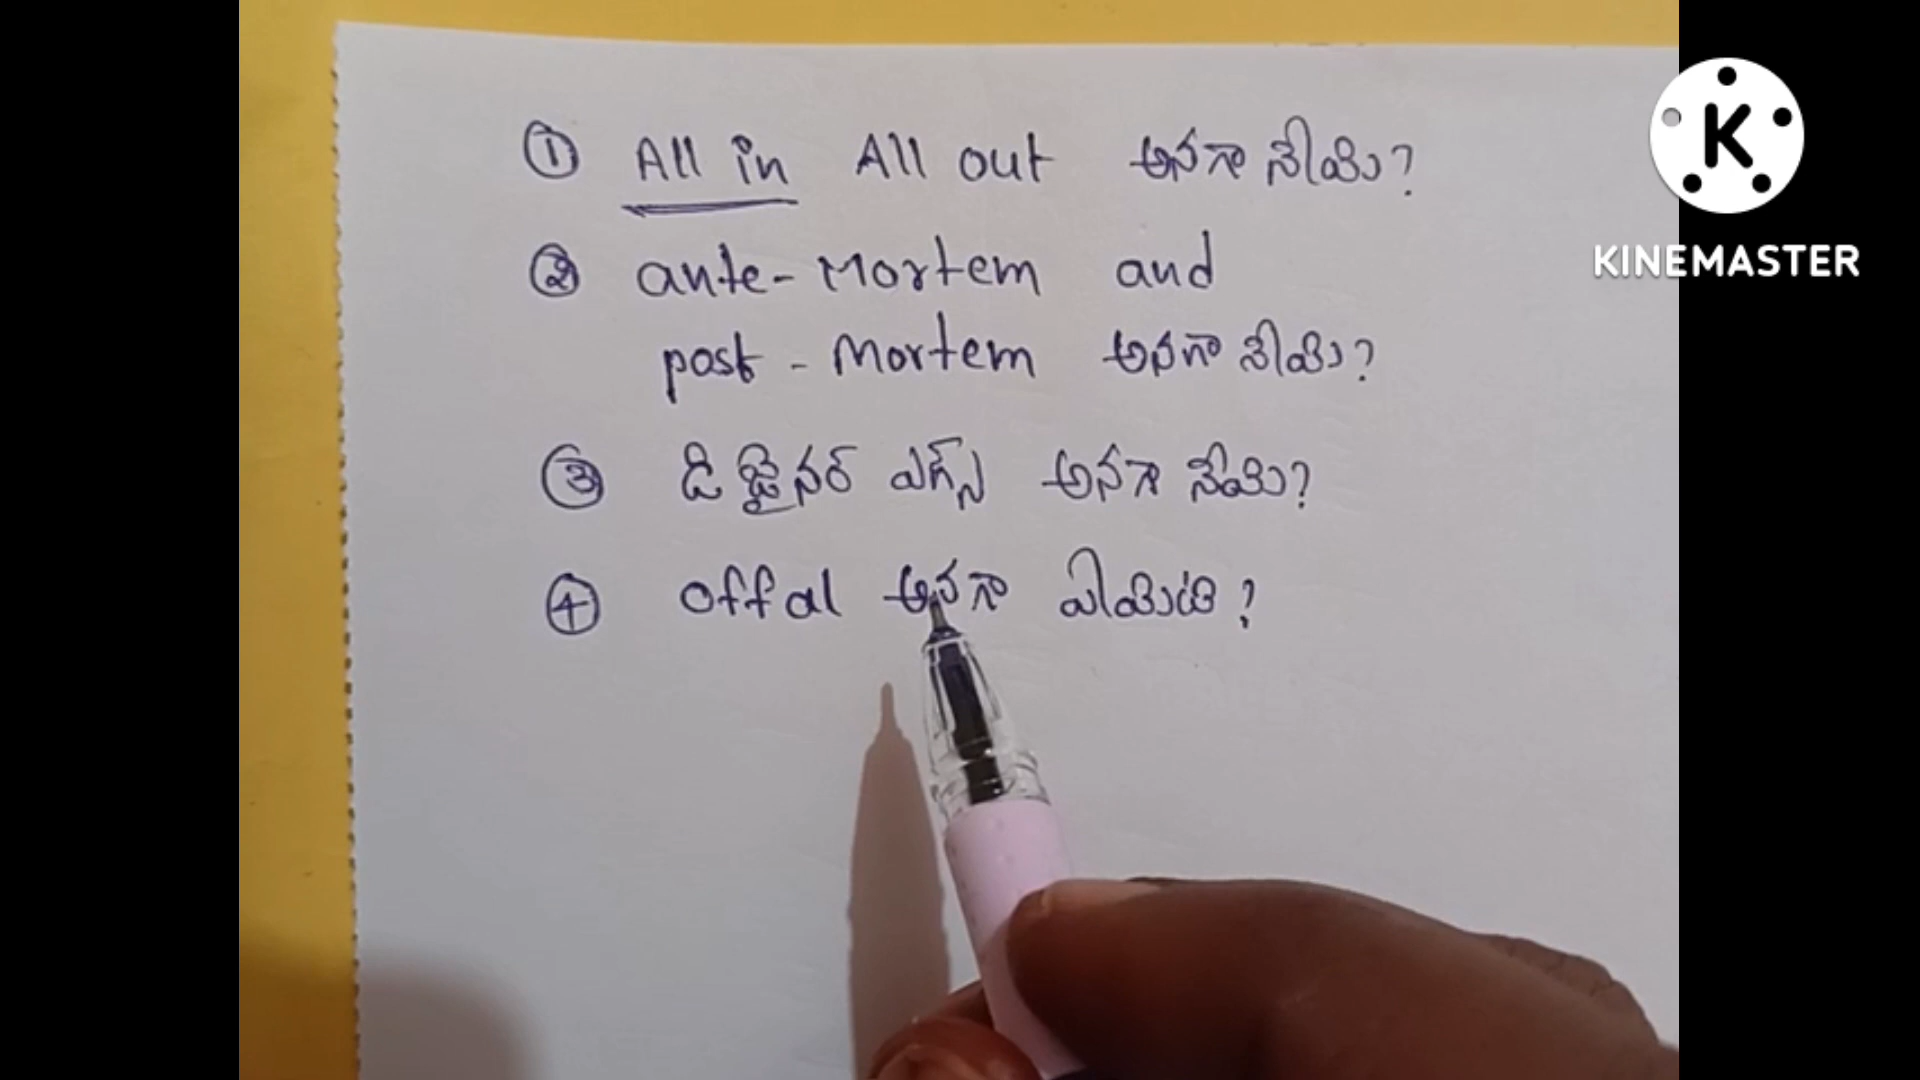 ① All in All out అనగా నేమి?
② ante-Mortem and
post - Mortem అనగా నేమి?
③ డిజైనర్ ఎగ్స్ అనగా నేమి?
④ offal అనగా ఏమిటి?
KINEMASTER